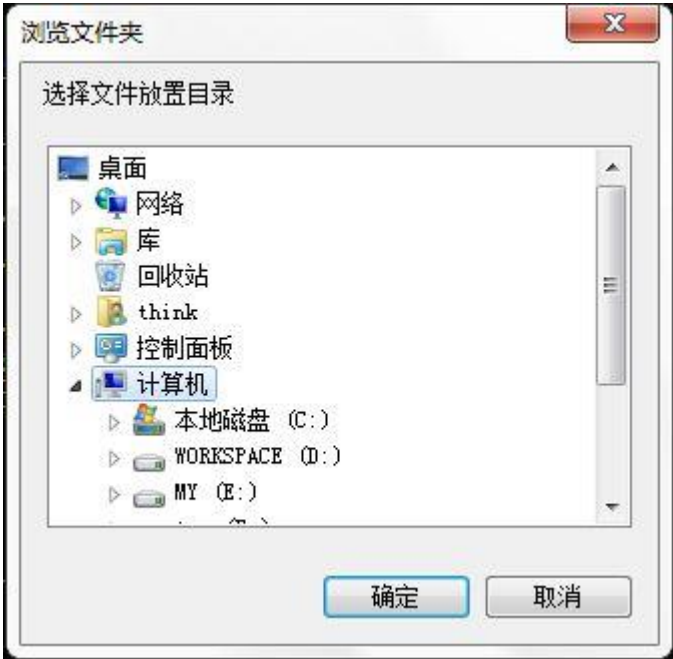 浏览文件夹
选择文件放置目录
桌面
网络
库
回收站
think
控制面板
计算机
本地磁盘 (C:)
WORKSPACE (D:)
MY (E:)
确定
取消